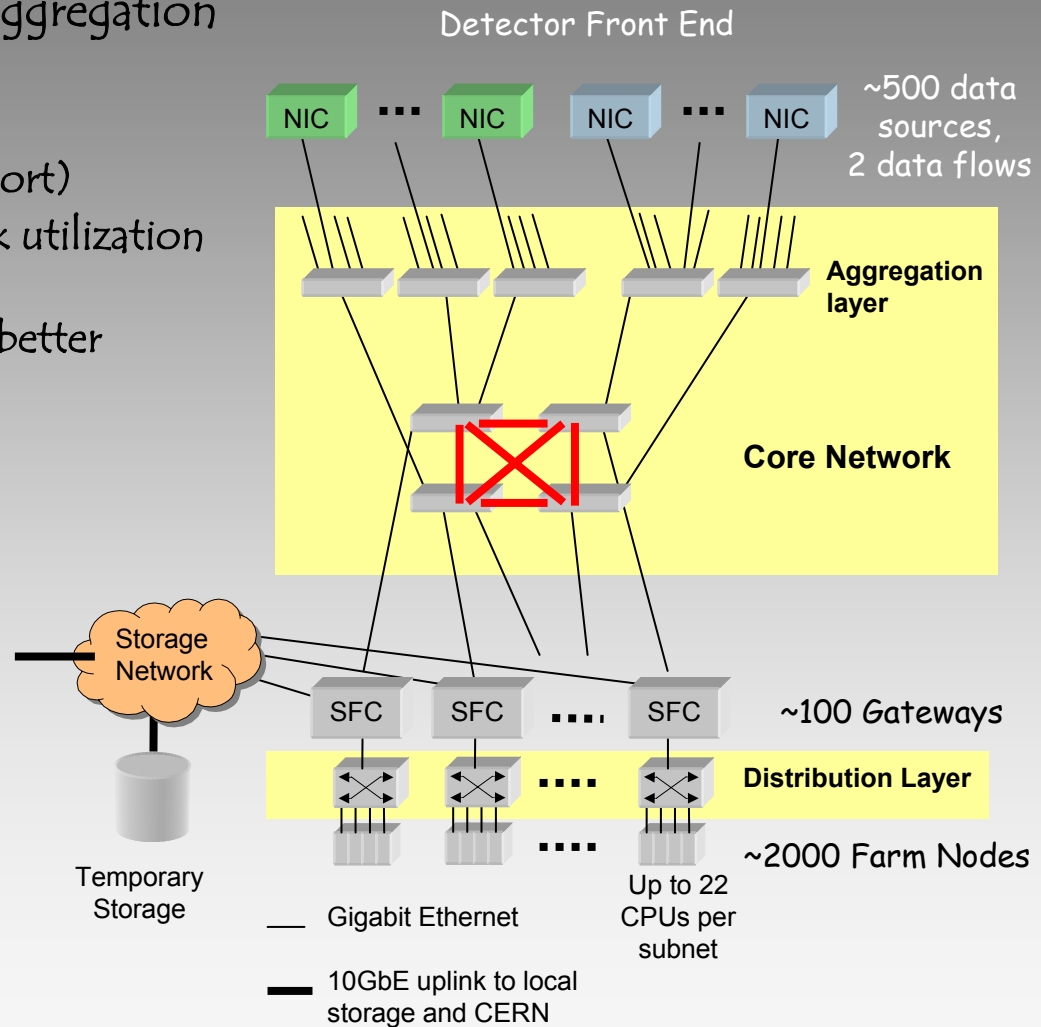 ggregation
ort)
utilization
better
Detector Front End
NIC
...
NIC
NIC
...
NIC
~500 data
sources,
2 data flows
Aggregation
layer
Core Network
Storage
Network
SFC
SFC
....
SFC
~100 Gateways
....
Distribution Layer
....
~2000 Farm Nodes
Temporary
Storage
Up to 22
CPUs per
subnet
Gigabit Ethernet
10GbE uplink to local
storage and CERN